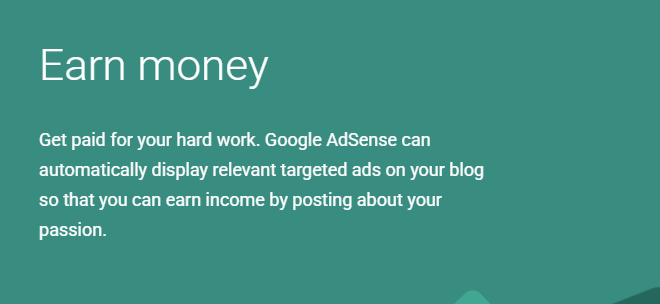 Earn money
Get paid for your hard work. Google AdSense can
automatically display relevant targeted ads on your blog
so that you can earn income by posting about your
passion.